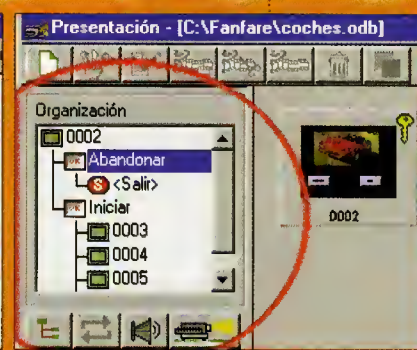 Presentación - [C:\Fanfare\coches.odb]
Organización
0002
Abandonar
<Salir>
Iniciar
0003
0004
0005
0002